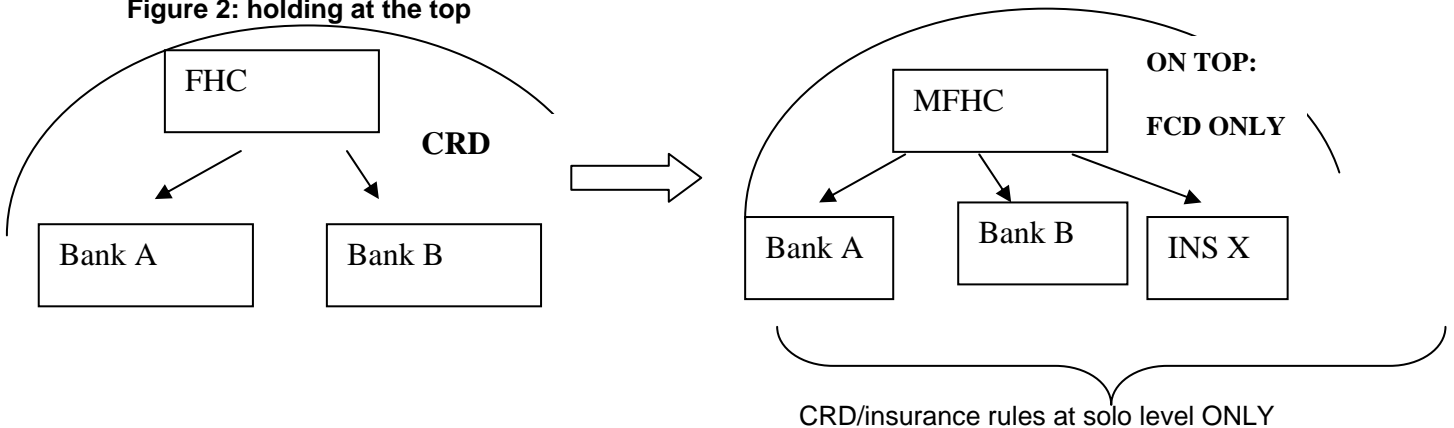 Figure 2: holding at the top
FHC
CRD
Bank A
Bank B
ON TOP:
MFHC
FCD ONLY
Bank A
Bank B
INS X
CRD/insurance rules at solo level ONLY